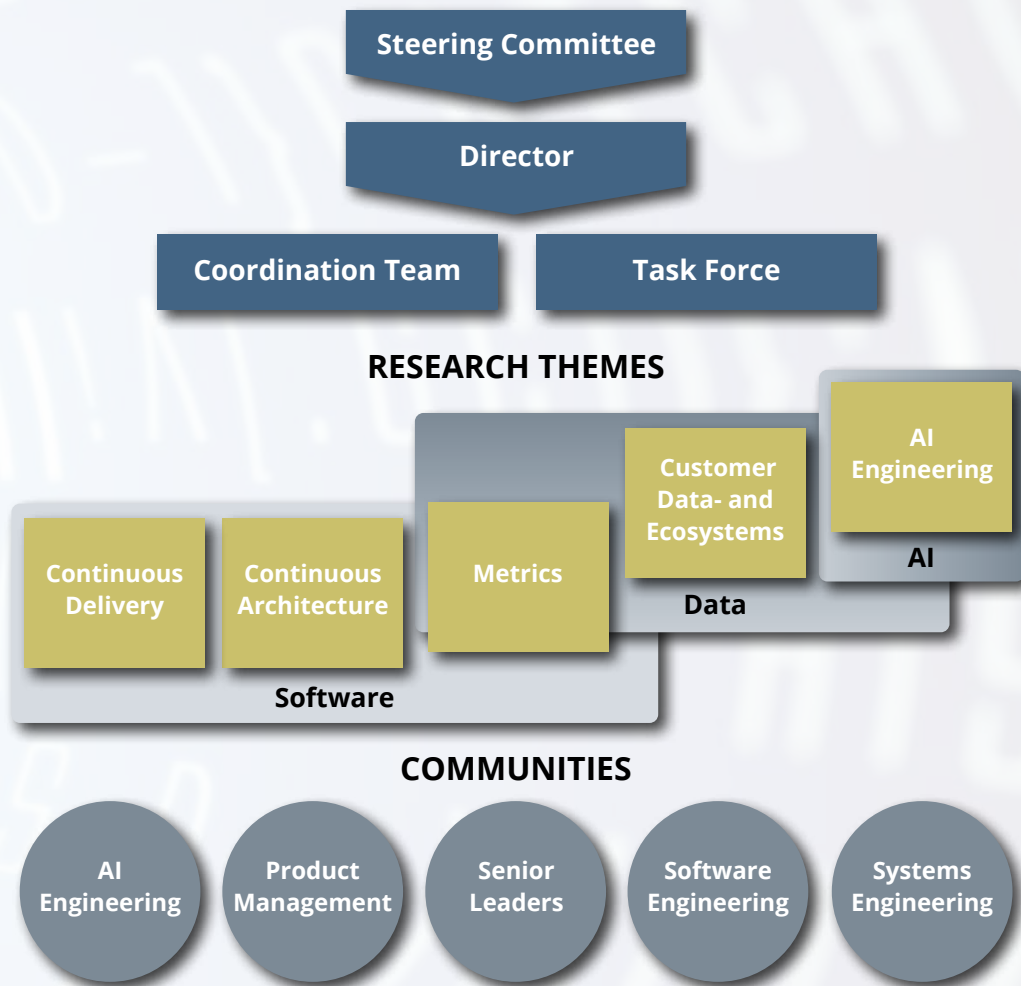 Steering Committee
Director
Coordination Team
Task Force
RESEARCH THEMES
Continuous
Delivery
Continuous
Architecture
Metrics
Customer
Data- and
Ecosystems
AI
Engineering
AI
Data
Software
COMMUNITIES
AI
Engineering
Product
Management
Senior
Leaders
Software
Engineering
Systems
Engineering